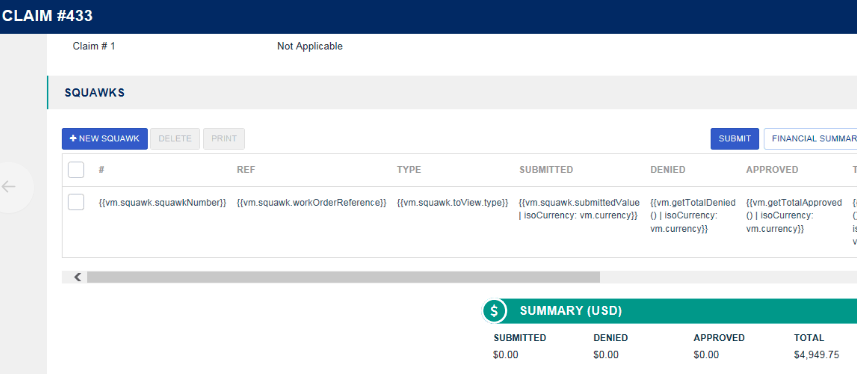 CLAIM #433
Claim # 1 Not Applicable
SQUAWKS
+ NEW SQUAWK DELETE PRINT SUBMIT FINANCIAL SUMMAR
# REF TYPE SUBMITTED DENIED APPROVED T
{{vm.squawk.squawkNumber}} {{vm.squawk.workOrderReference}} {{vm.squawk.toView.type}} {{vm.squawk.submittedValue {{vm.getTotalDenied {{vm.getTotalApproved
| isoCurrency: vm.currency}} () | isoCurrency: () | isoCurrency:
vm.currency}} vm.currency}}
$ SUMMARY (USD)
SUBMITTED DENIED APPROVED TOTAL
$0.00 $0.00 $0.00 $4,949.75